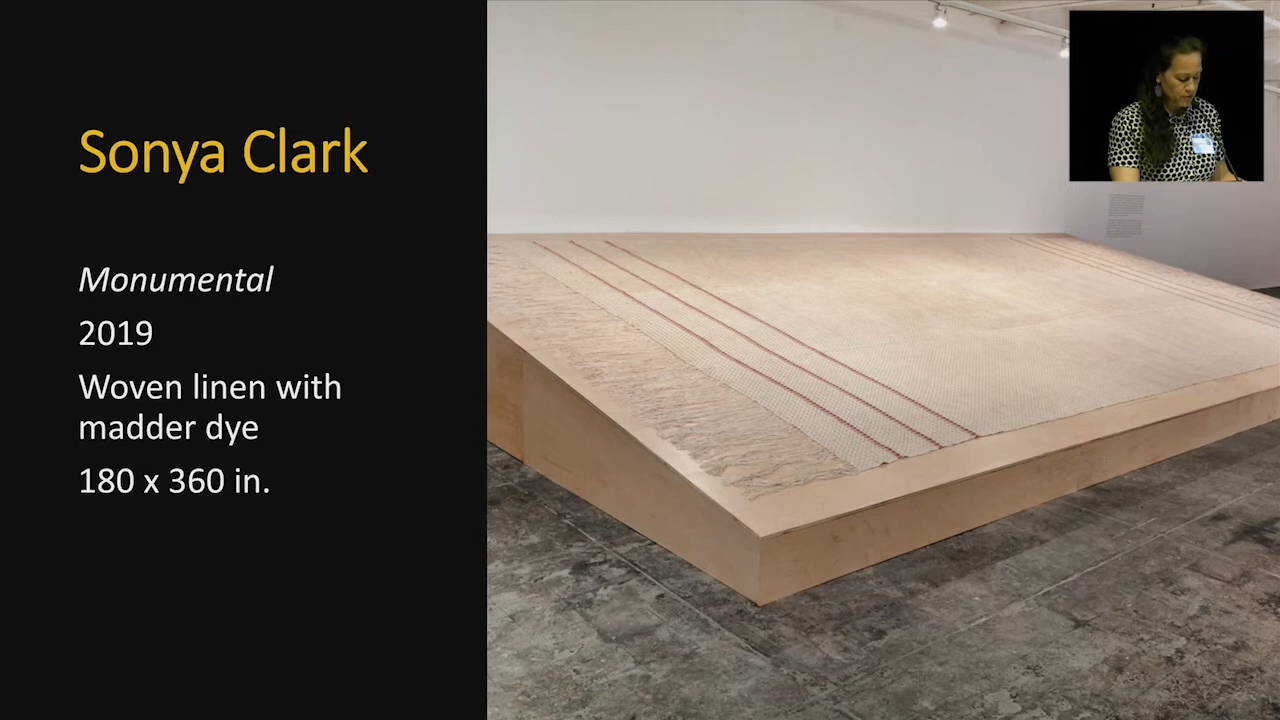 Sonya Clark
Monumental
2019
Woven linen with
madder dye
180 x 360 in.